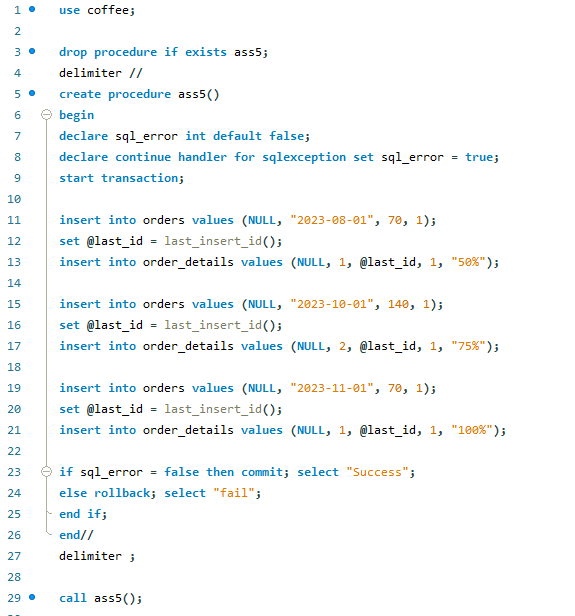 1 use coffee;
2
3 drop procedure if exists ass5;
4 delimiter //
5 create procedure ass5()
6 begin
7 declare sql_error int default false;
8 declare continue handler for sqlexception set sql_error = true;
9 start transaction;
10
11 insert into orders values (NULL, "2023-08-01", 70, 1);
12 set @last_id = last_insert_id();
13 insert into order_details values (NULL, 1, @last_id, 1, "50%");
14
15 insert into orders values (NULL, "2023-10-01", 140, 1);
16 set @last_id = last_insert_id();
17 insert into order_details values (NULL, 2, @last_id, 1, "75%");
18
19 insert into orders values (NULL, "2023-11-01", 70, 1);
20 set @last_id = last_insert_id();
21 insert into order_details values (NULL, 1, @last_id, 1, "100%");
22
23 if sql_error = false then commit; select "Success";
24 else rollback; select "fail";
25 end if;
26 end//
27 delimiter ;
28
29 call ass5();